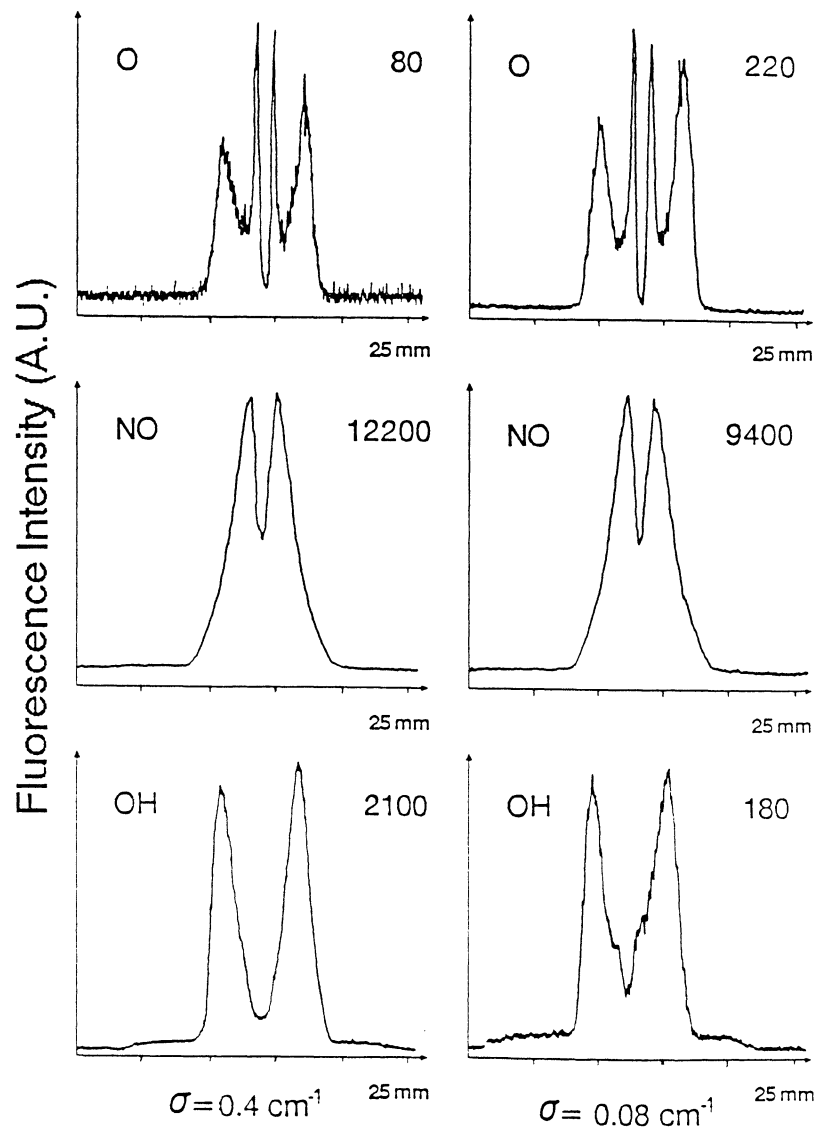 Fluorescence Intensity (A.U.)
O 80
25 mm
O 220
25 mm
NO 12200
25 mm
NO 9400
25 mm
OH 2100
25 mm
OH 180
25 mm
σ = 0.4 cm⁻¹
σ = 0.08 cm⁻¹